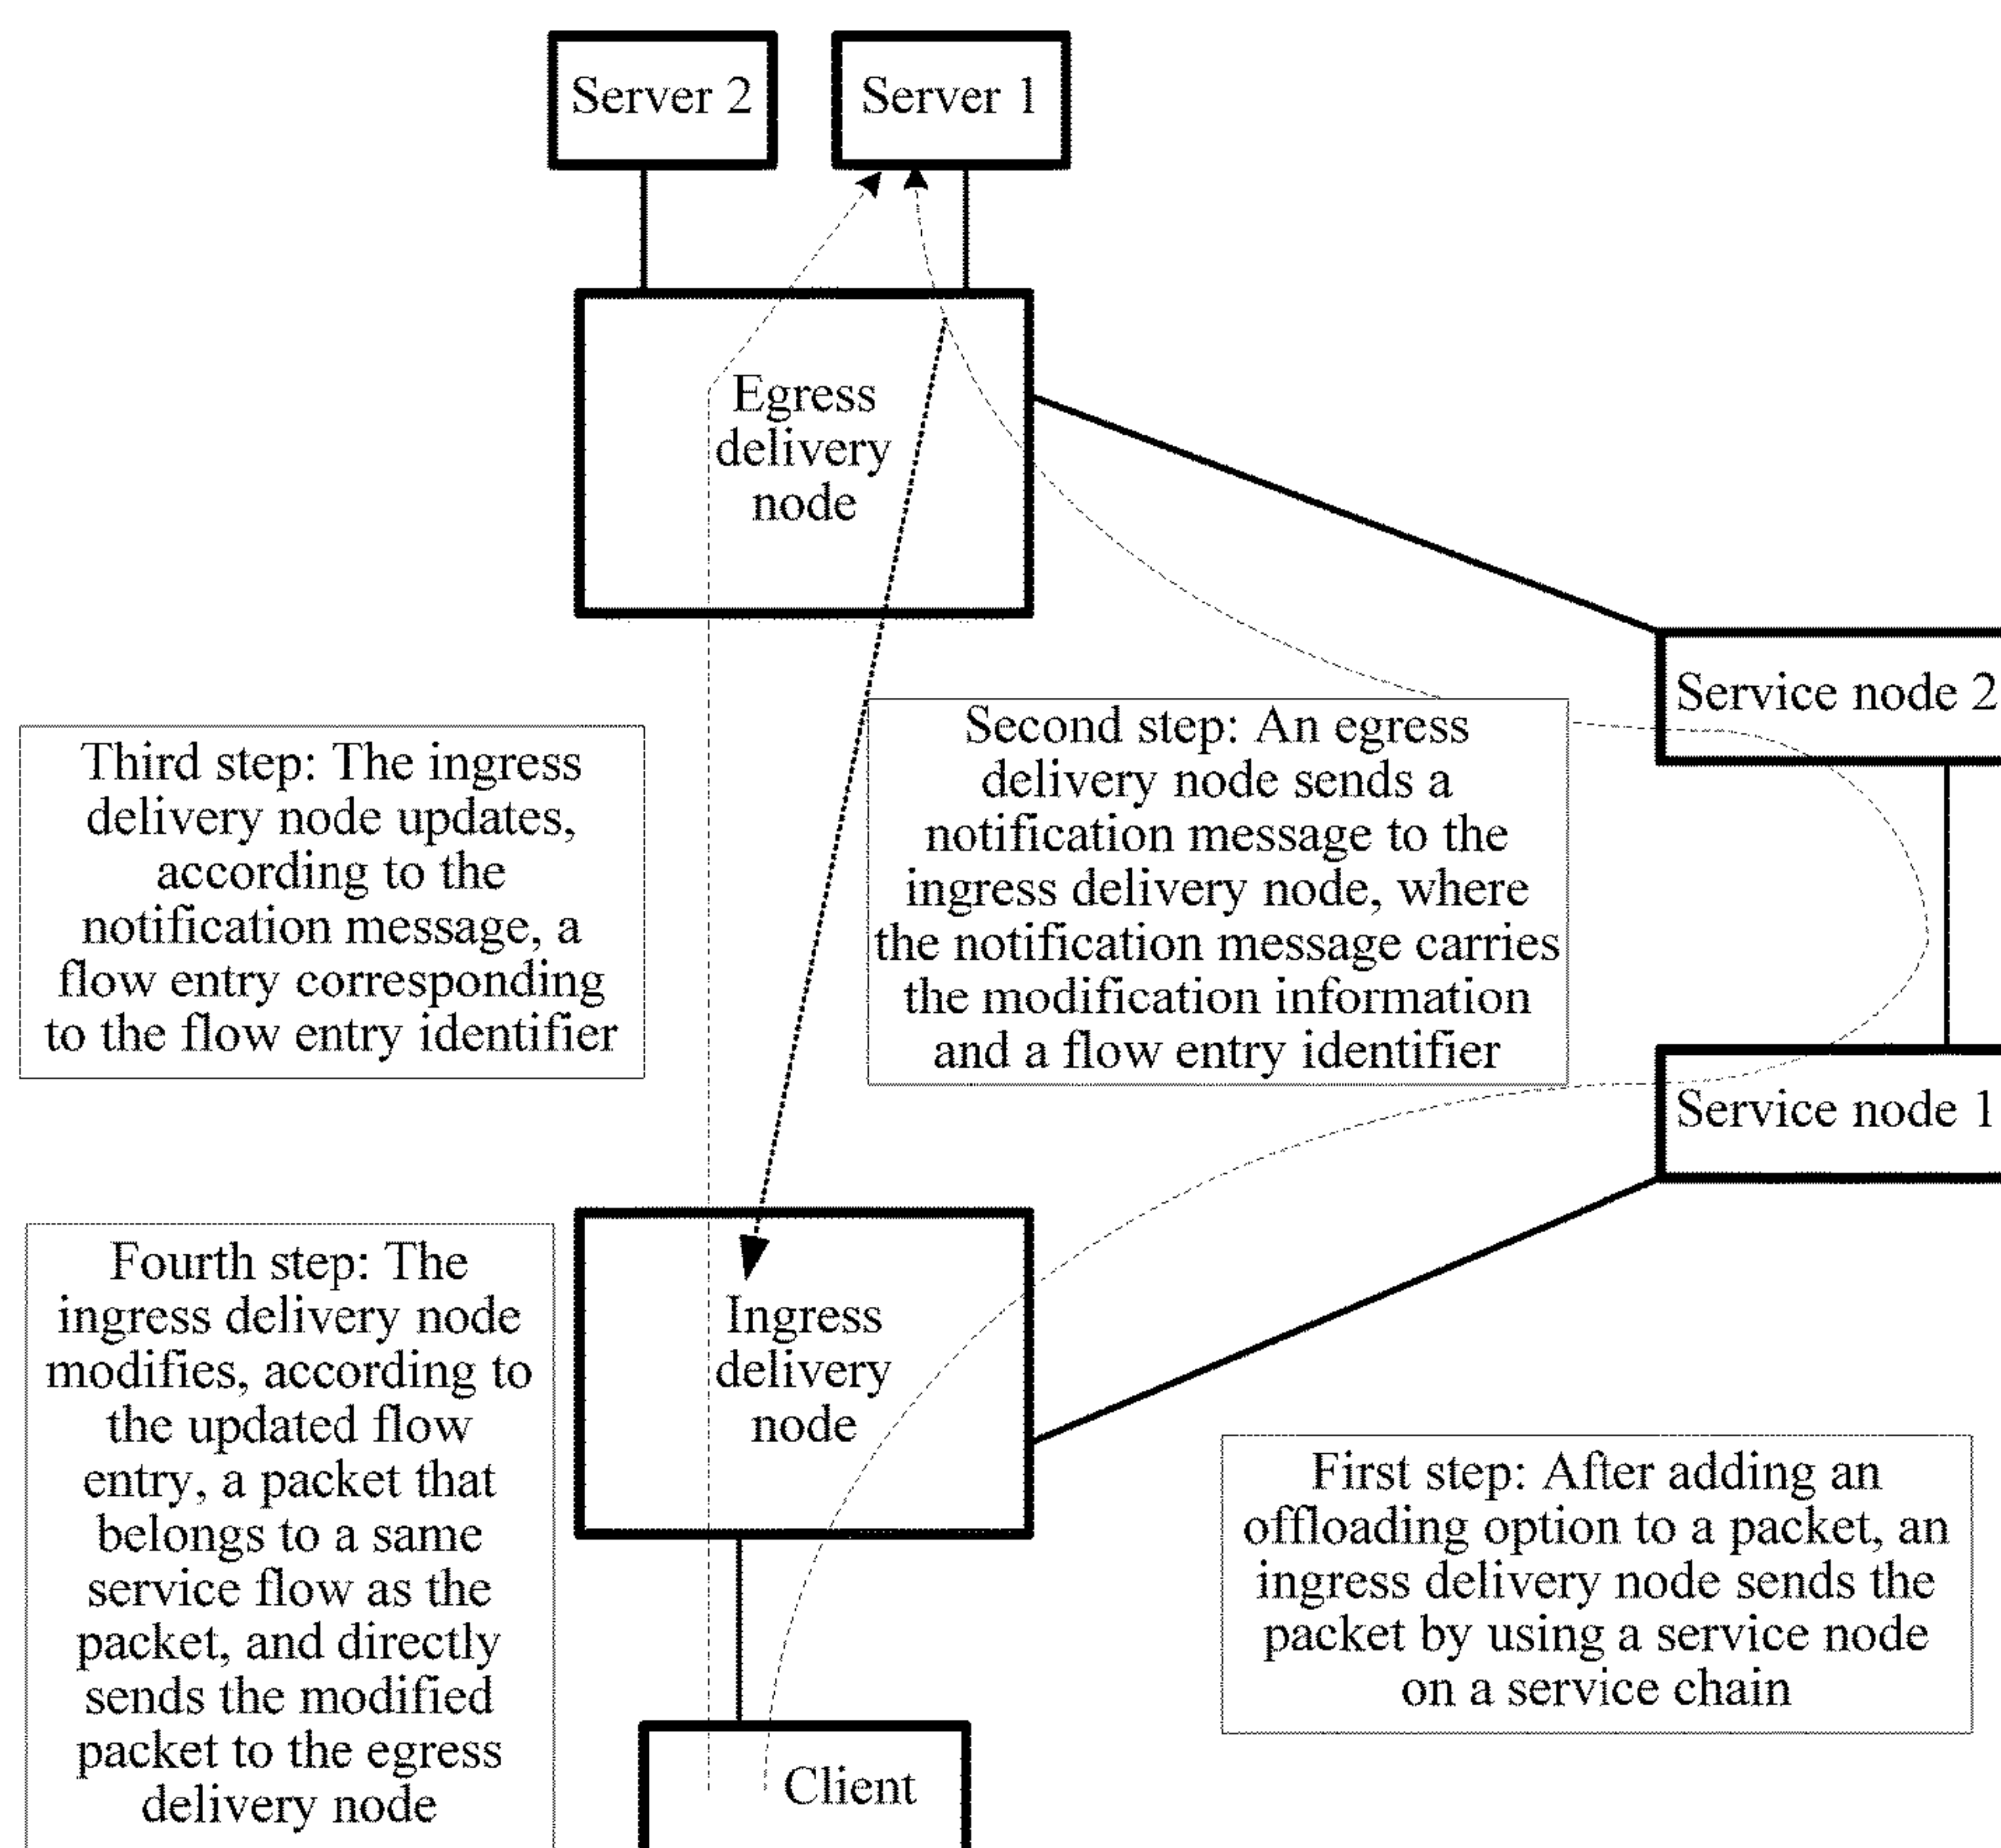 Server 2
Server 1
Egress
delivery
node
Service node 2
Second step: An egress
delivery node sends a
notification message to the
ingress delivery node, where
the notification message carries
the modification information
and a flow entry identifier
Third step: The ingress
delivery node updates,
according to the
notification message, a
flow entry corresponding
to the flow entry identifier
Service node 1
Ingress
delivery
node
Fourth step: The
ingress delivery node
modifies, according to
the updated flow
entry, a packet that
belongs to a same
service flow as the
packet, and directly
sends the modified
packet to the egress
delivery node
First step: After adding an
offloading option to a packet, an
ingress delivery node sends the
packet by using a service node
on a service chain
Client